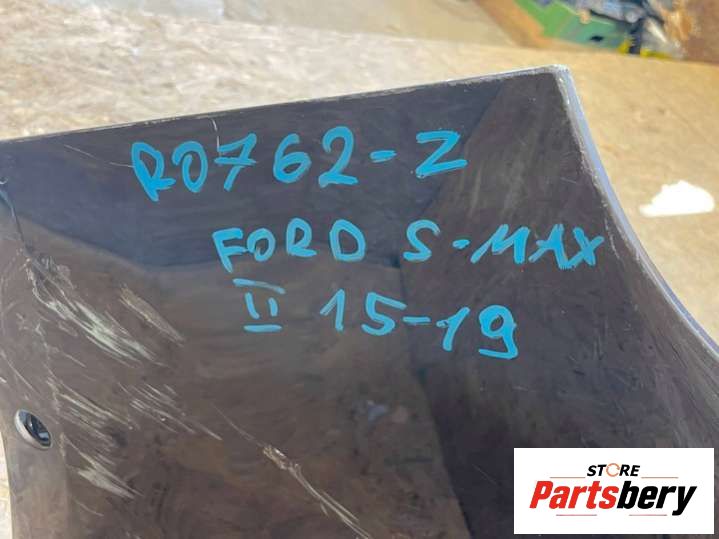 R0762-Z
FORD S-MAX
II 15-19
STORE
Partsbery